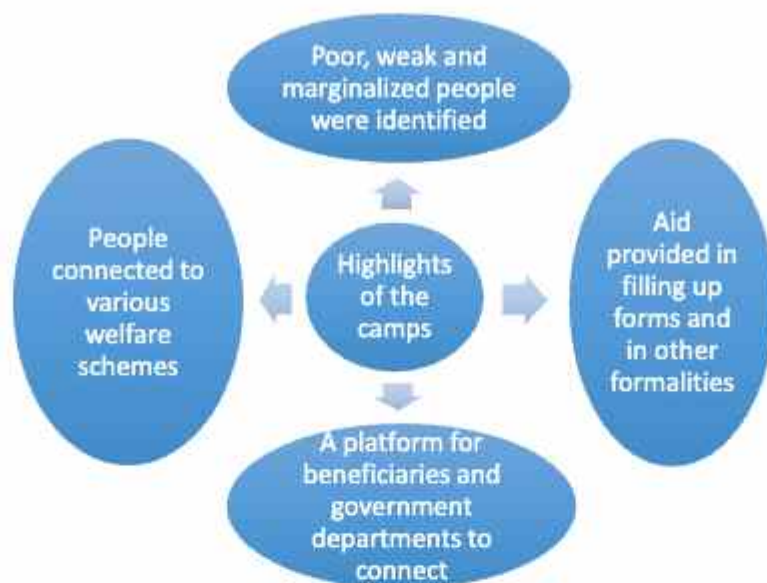 Poor, weak and
marginalized people
were identified
People
connected to
various
welfare
schemes
Highlights
of the
camps
Aid
provided in
filling up
forms and
in other
formalities
A platform for
beneficiaries and
government
departments to
connect